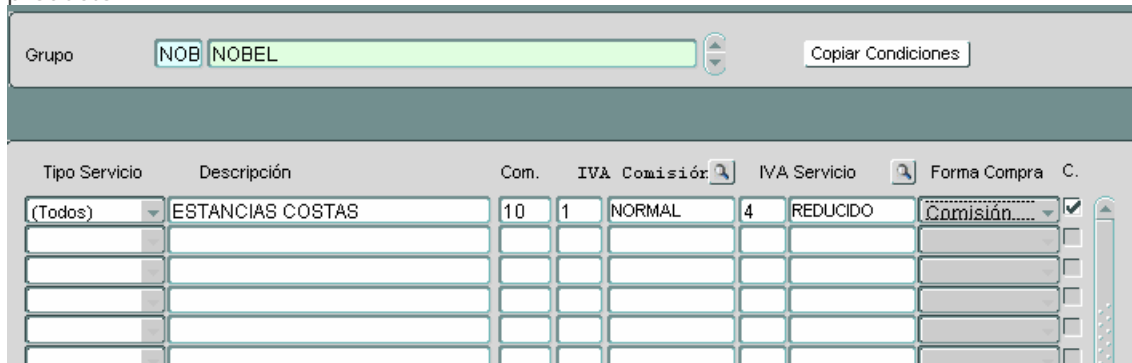 Grupo NOB NOBEL Copiar Condiciones
Tipo Servicio Descripción Com. IVA Comisión IVA Servicio Forma Compra C.
(Todos) ESTANCIAS COSTAS 10 1 NORMAL 4 REDUCIDO Comisión.....